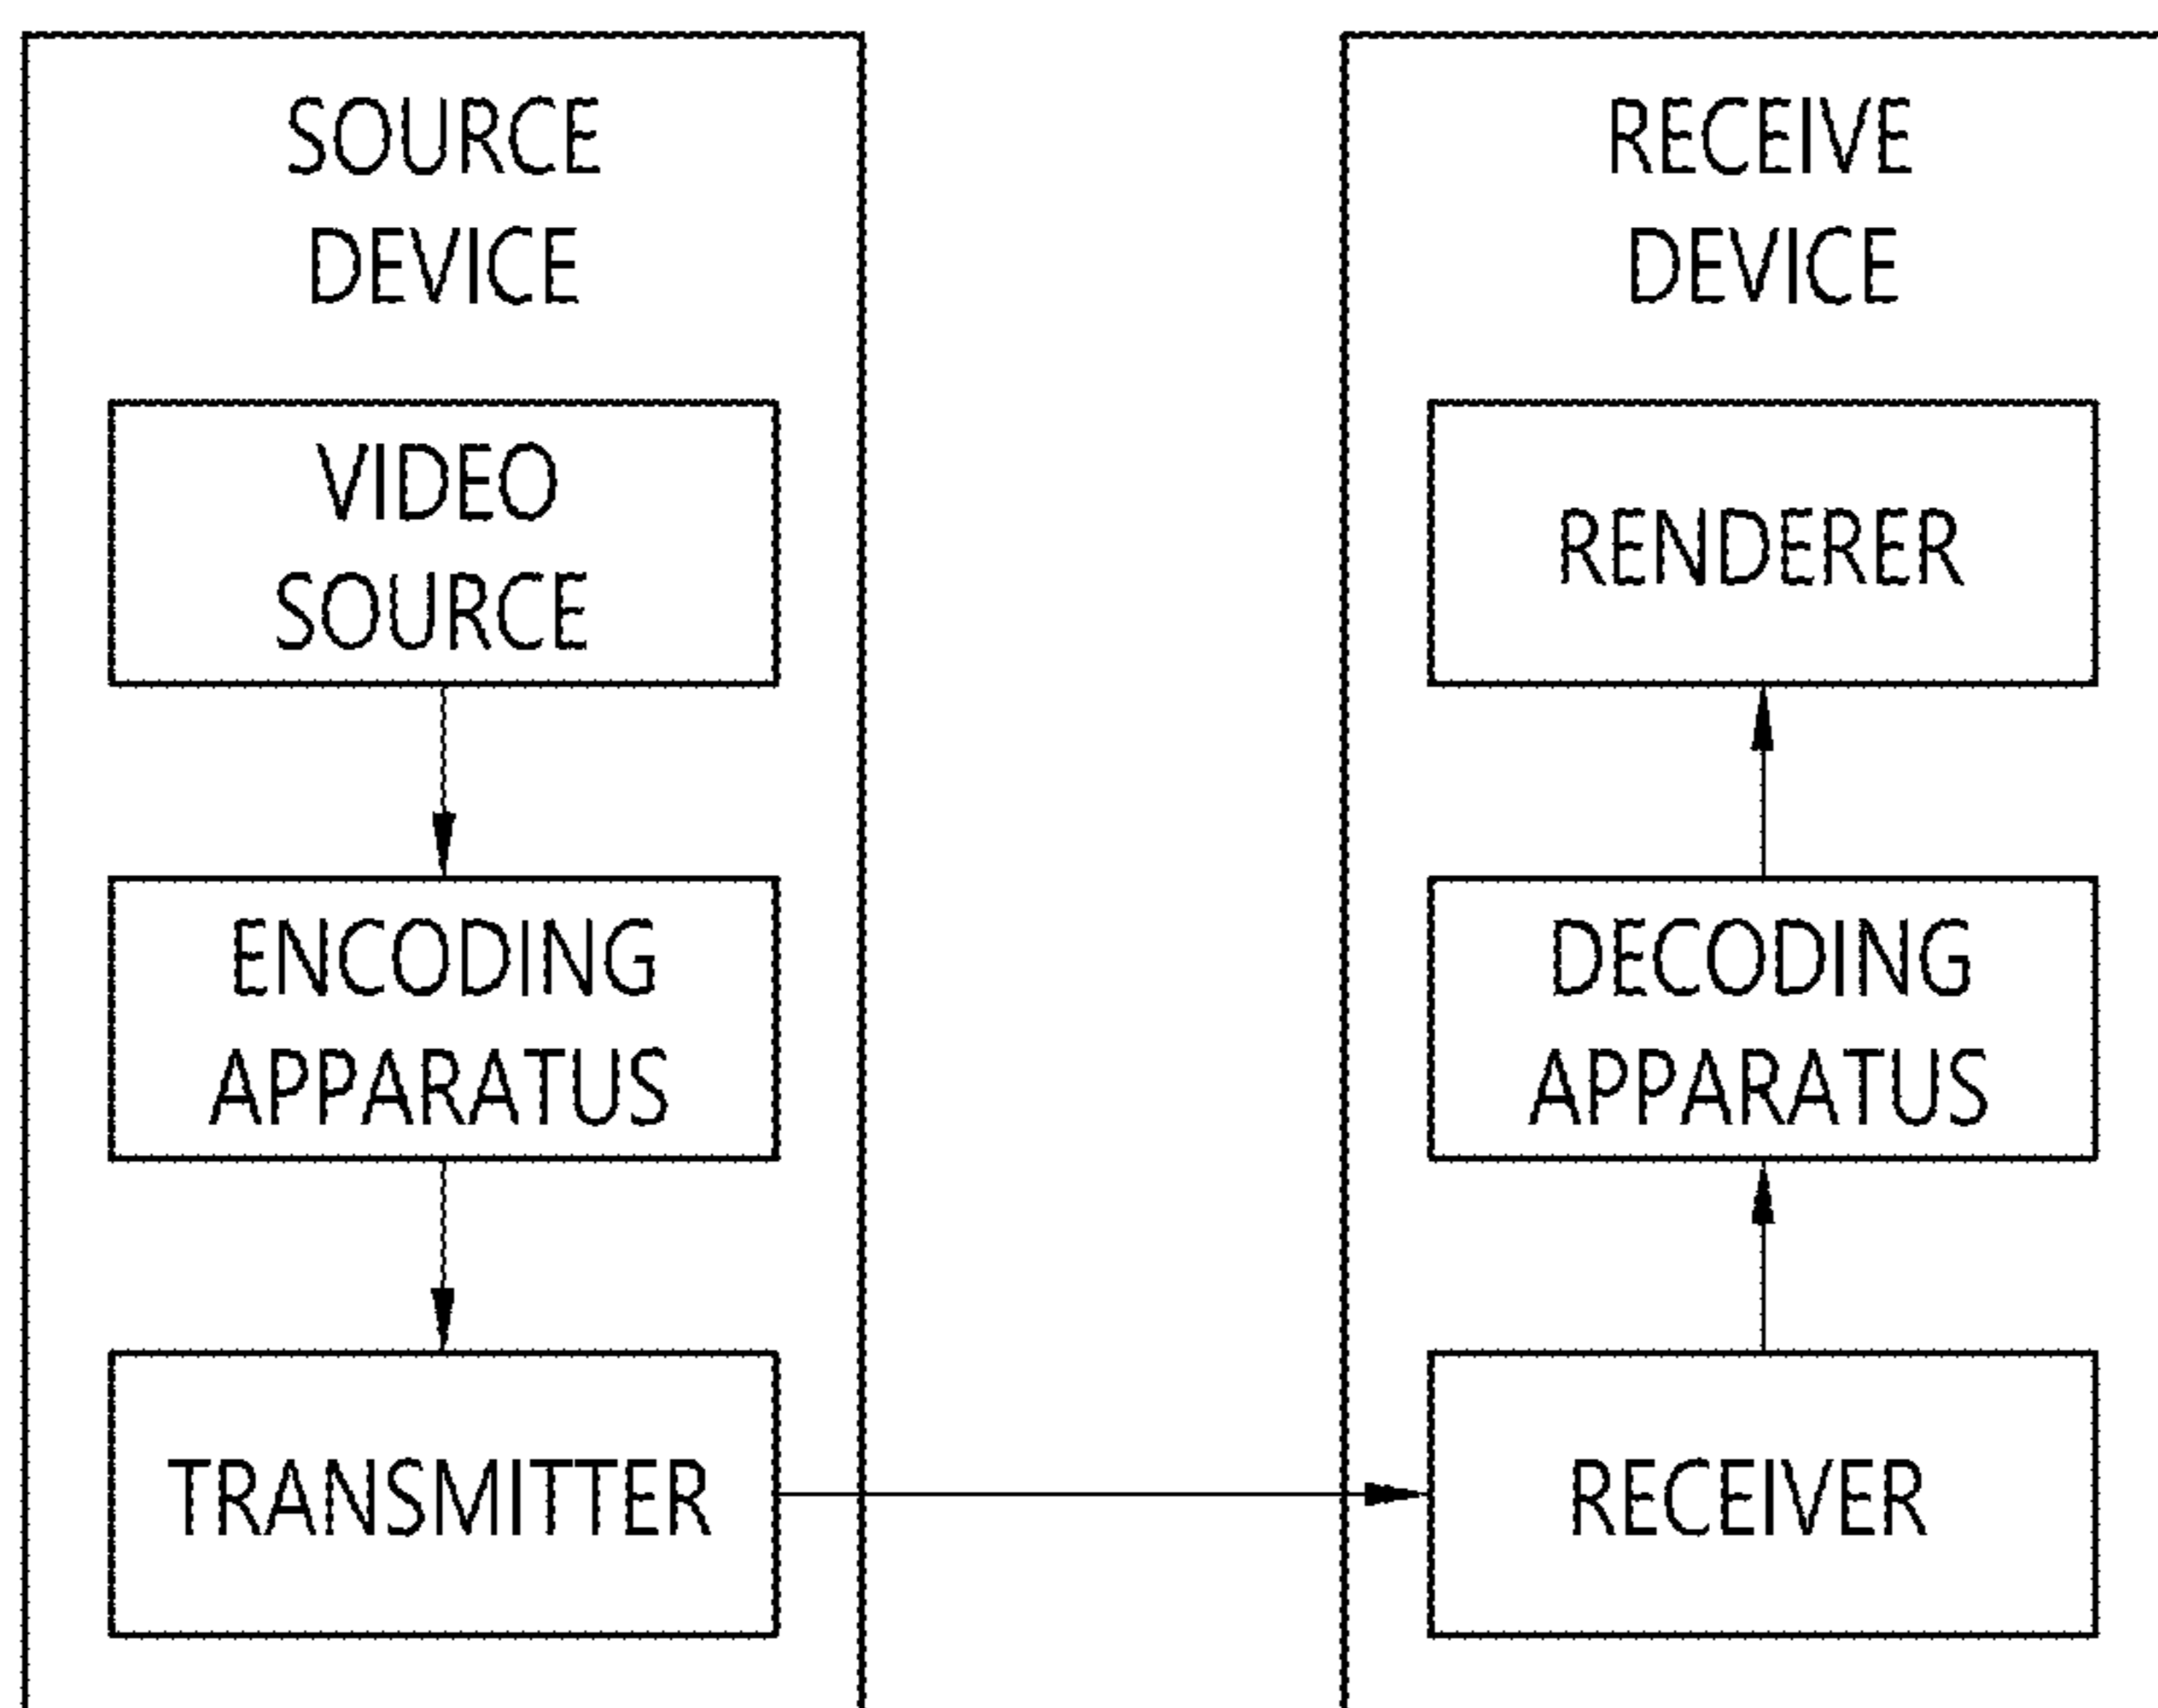 SOURCE
DEVICE
VIDEO
SOURCE
ENCODING
APPARATUS
TRANSMITTER
RECEIVE
DEVICE
RENDERER
DECODING
APPARATUS
RECEIVER